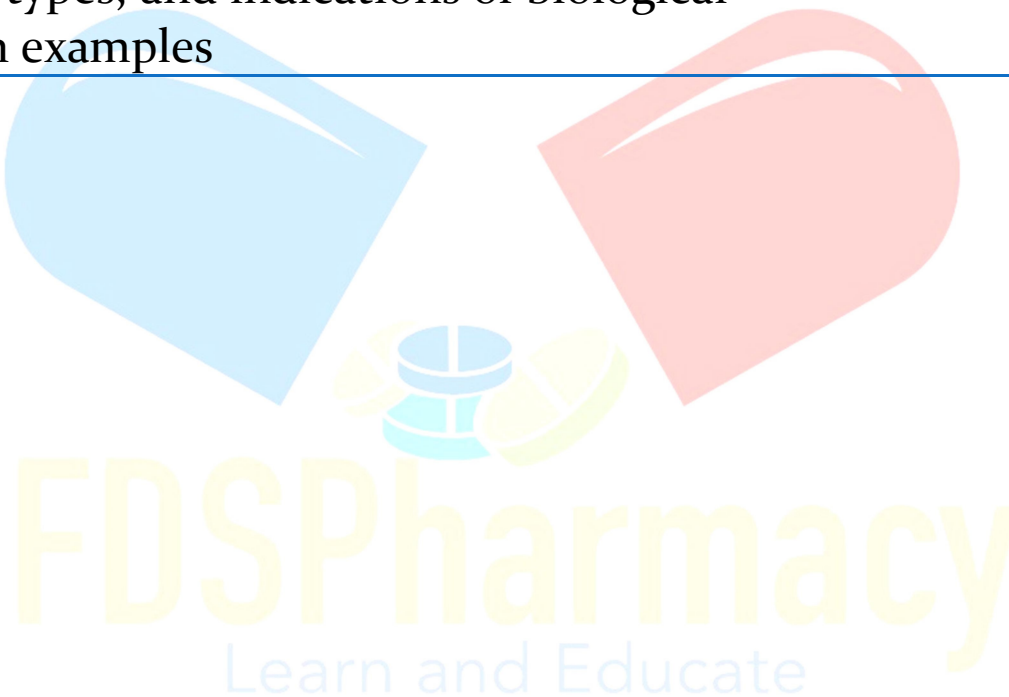 types, and indications of biological
examples
FDSPharmacy
Learn and Educate